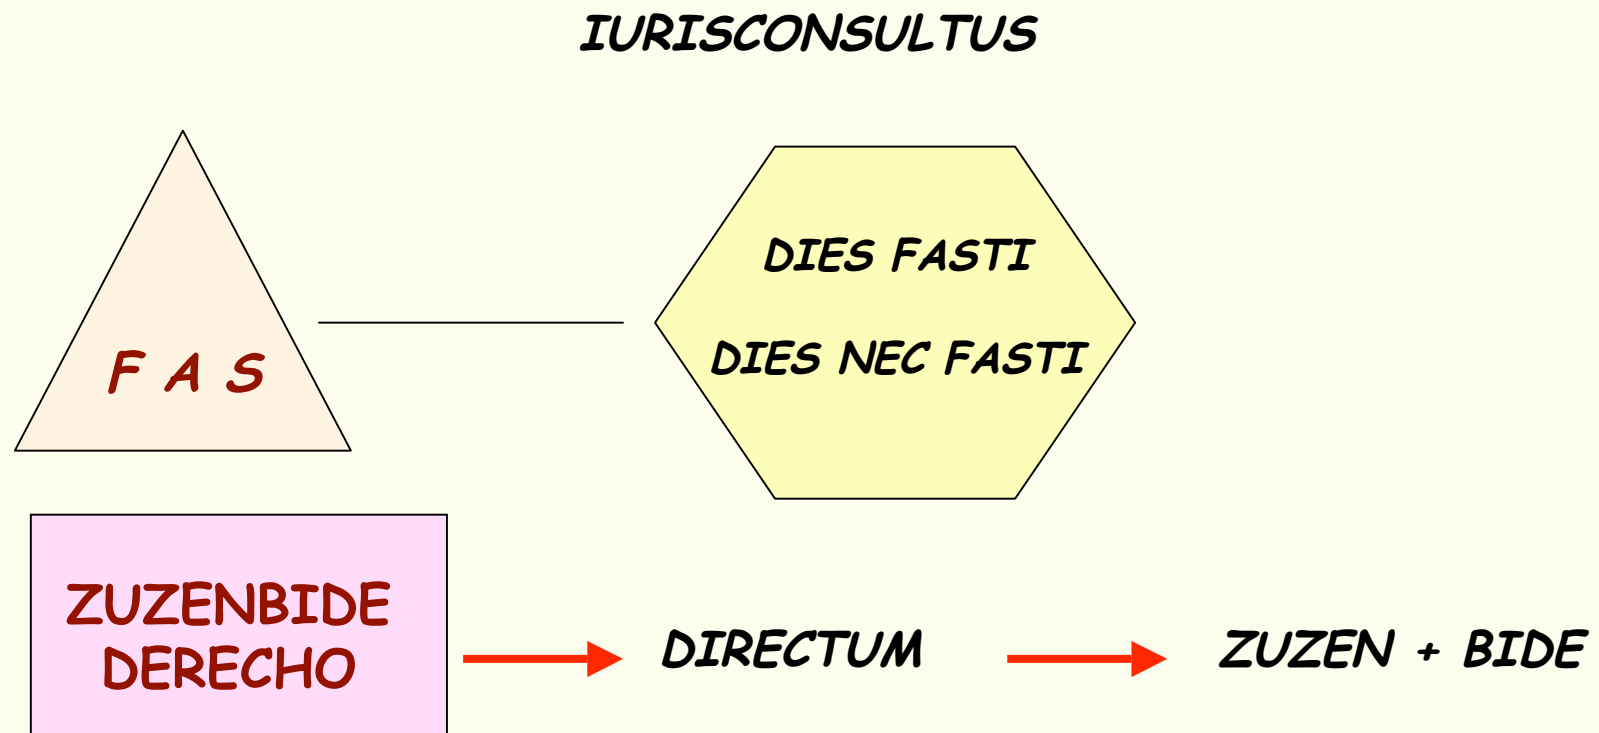 IURISCONSULTUS
F A S
DIES FASTI
DIES NEC FASTI
ZUZENBIDE
DERECHO
DIRECTUM
ZUZEN + BIDE